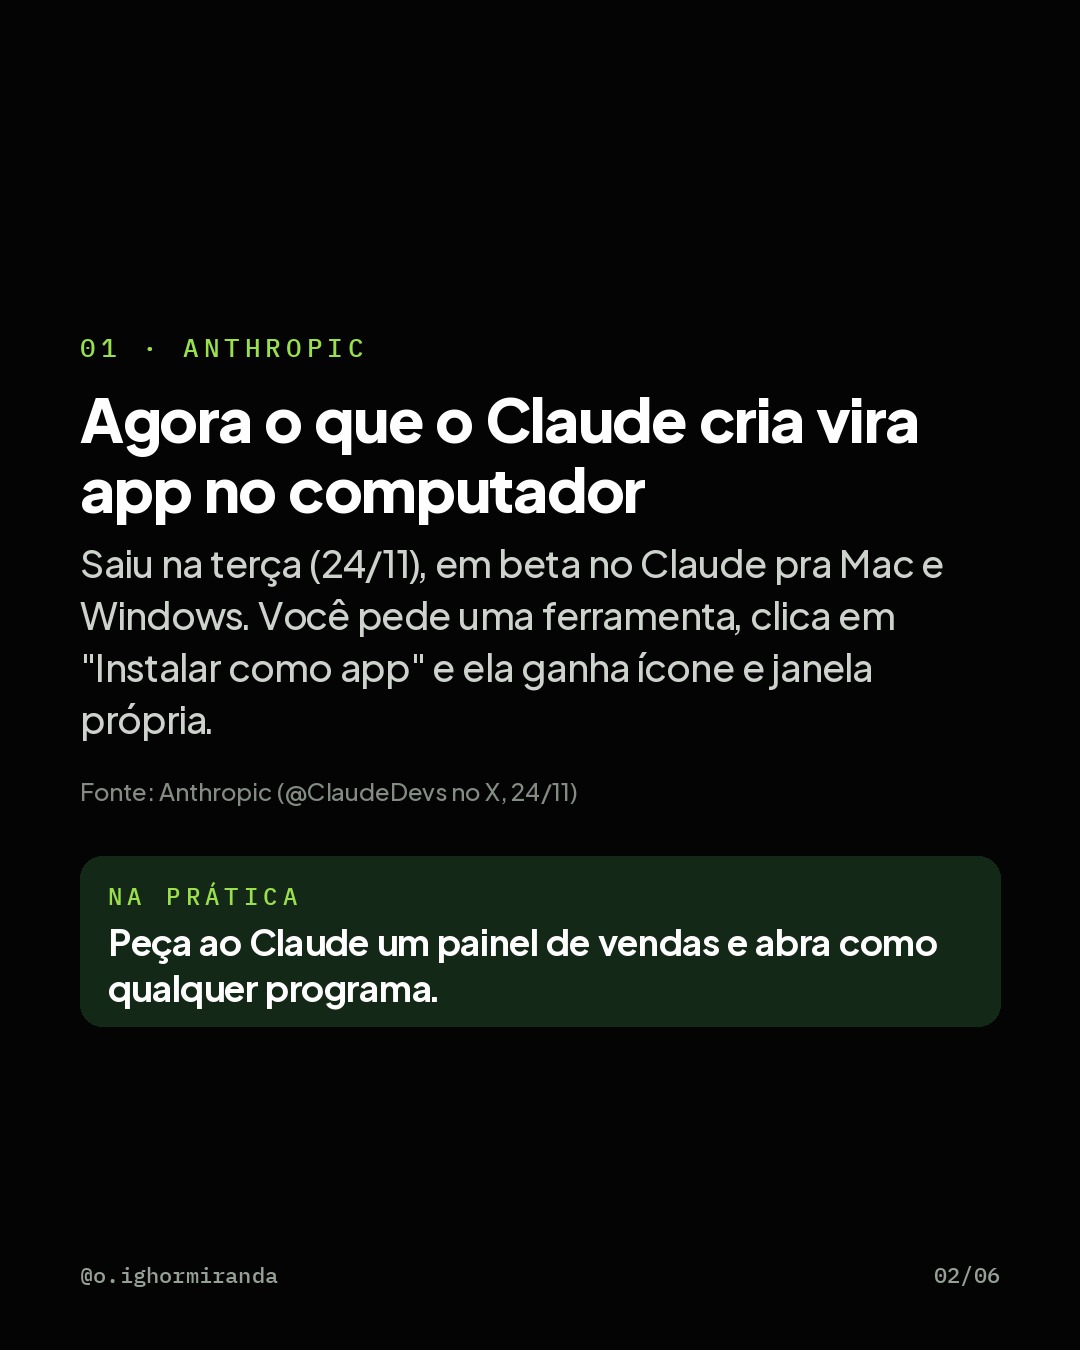 01 · ANTHROPIC
Agora o que o Claude cria vira
app no computador
Saiu na terça (24/11), em beta no Claude pra Mac e
Windows. Você pede uma ferramenta, clica em
"Instalar como app" e ela ganha ícone e janela
própria.
Fonte: Anthropic (@ClaudeDevs no X, 24/11)
NA PRÁTICA
Peça ao Claude um painel de vendas e abra como
qualquer programa.
@o.ighormiranda
02/06